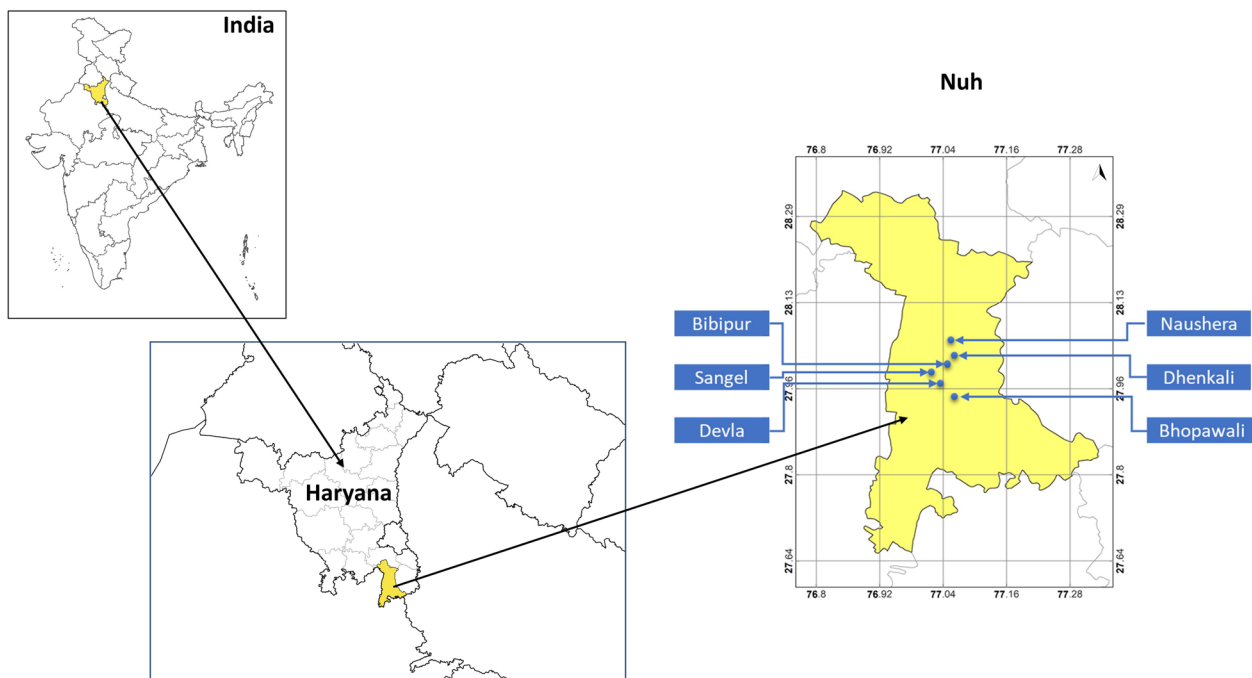 India
Nuh
76.8 76.92 77.04 77.16 77.28
28.29 28.29
28.13 28.13
Bibipur
Naushera
Sangel
Dhenkali
27.96 27.96
Devla
Bhopawali
27.8 27.8
Haryana
27.64 27.64
76.8 76.92 77.04 77.16 77.28